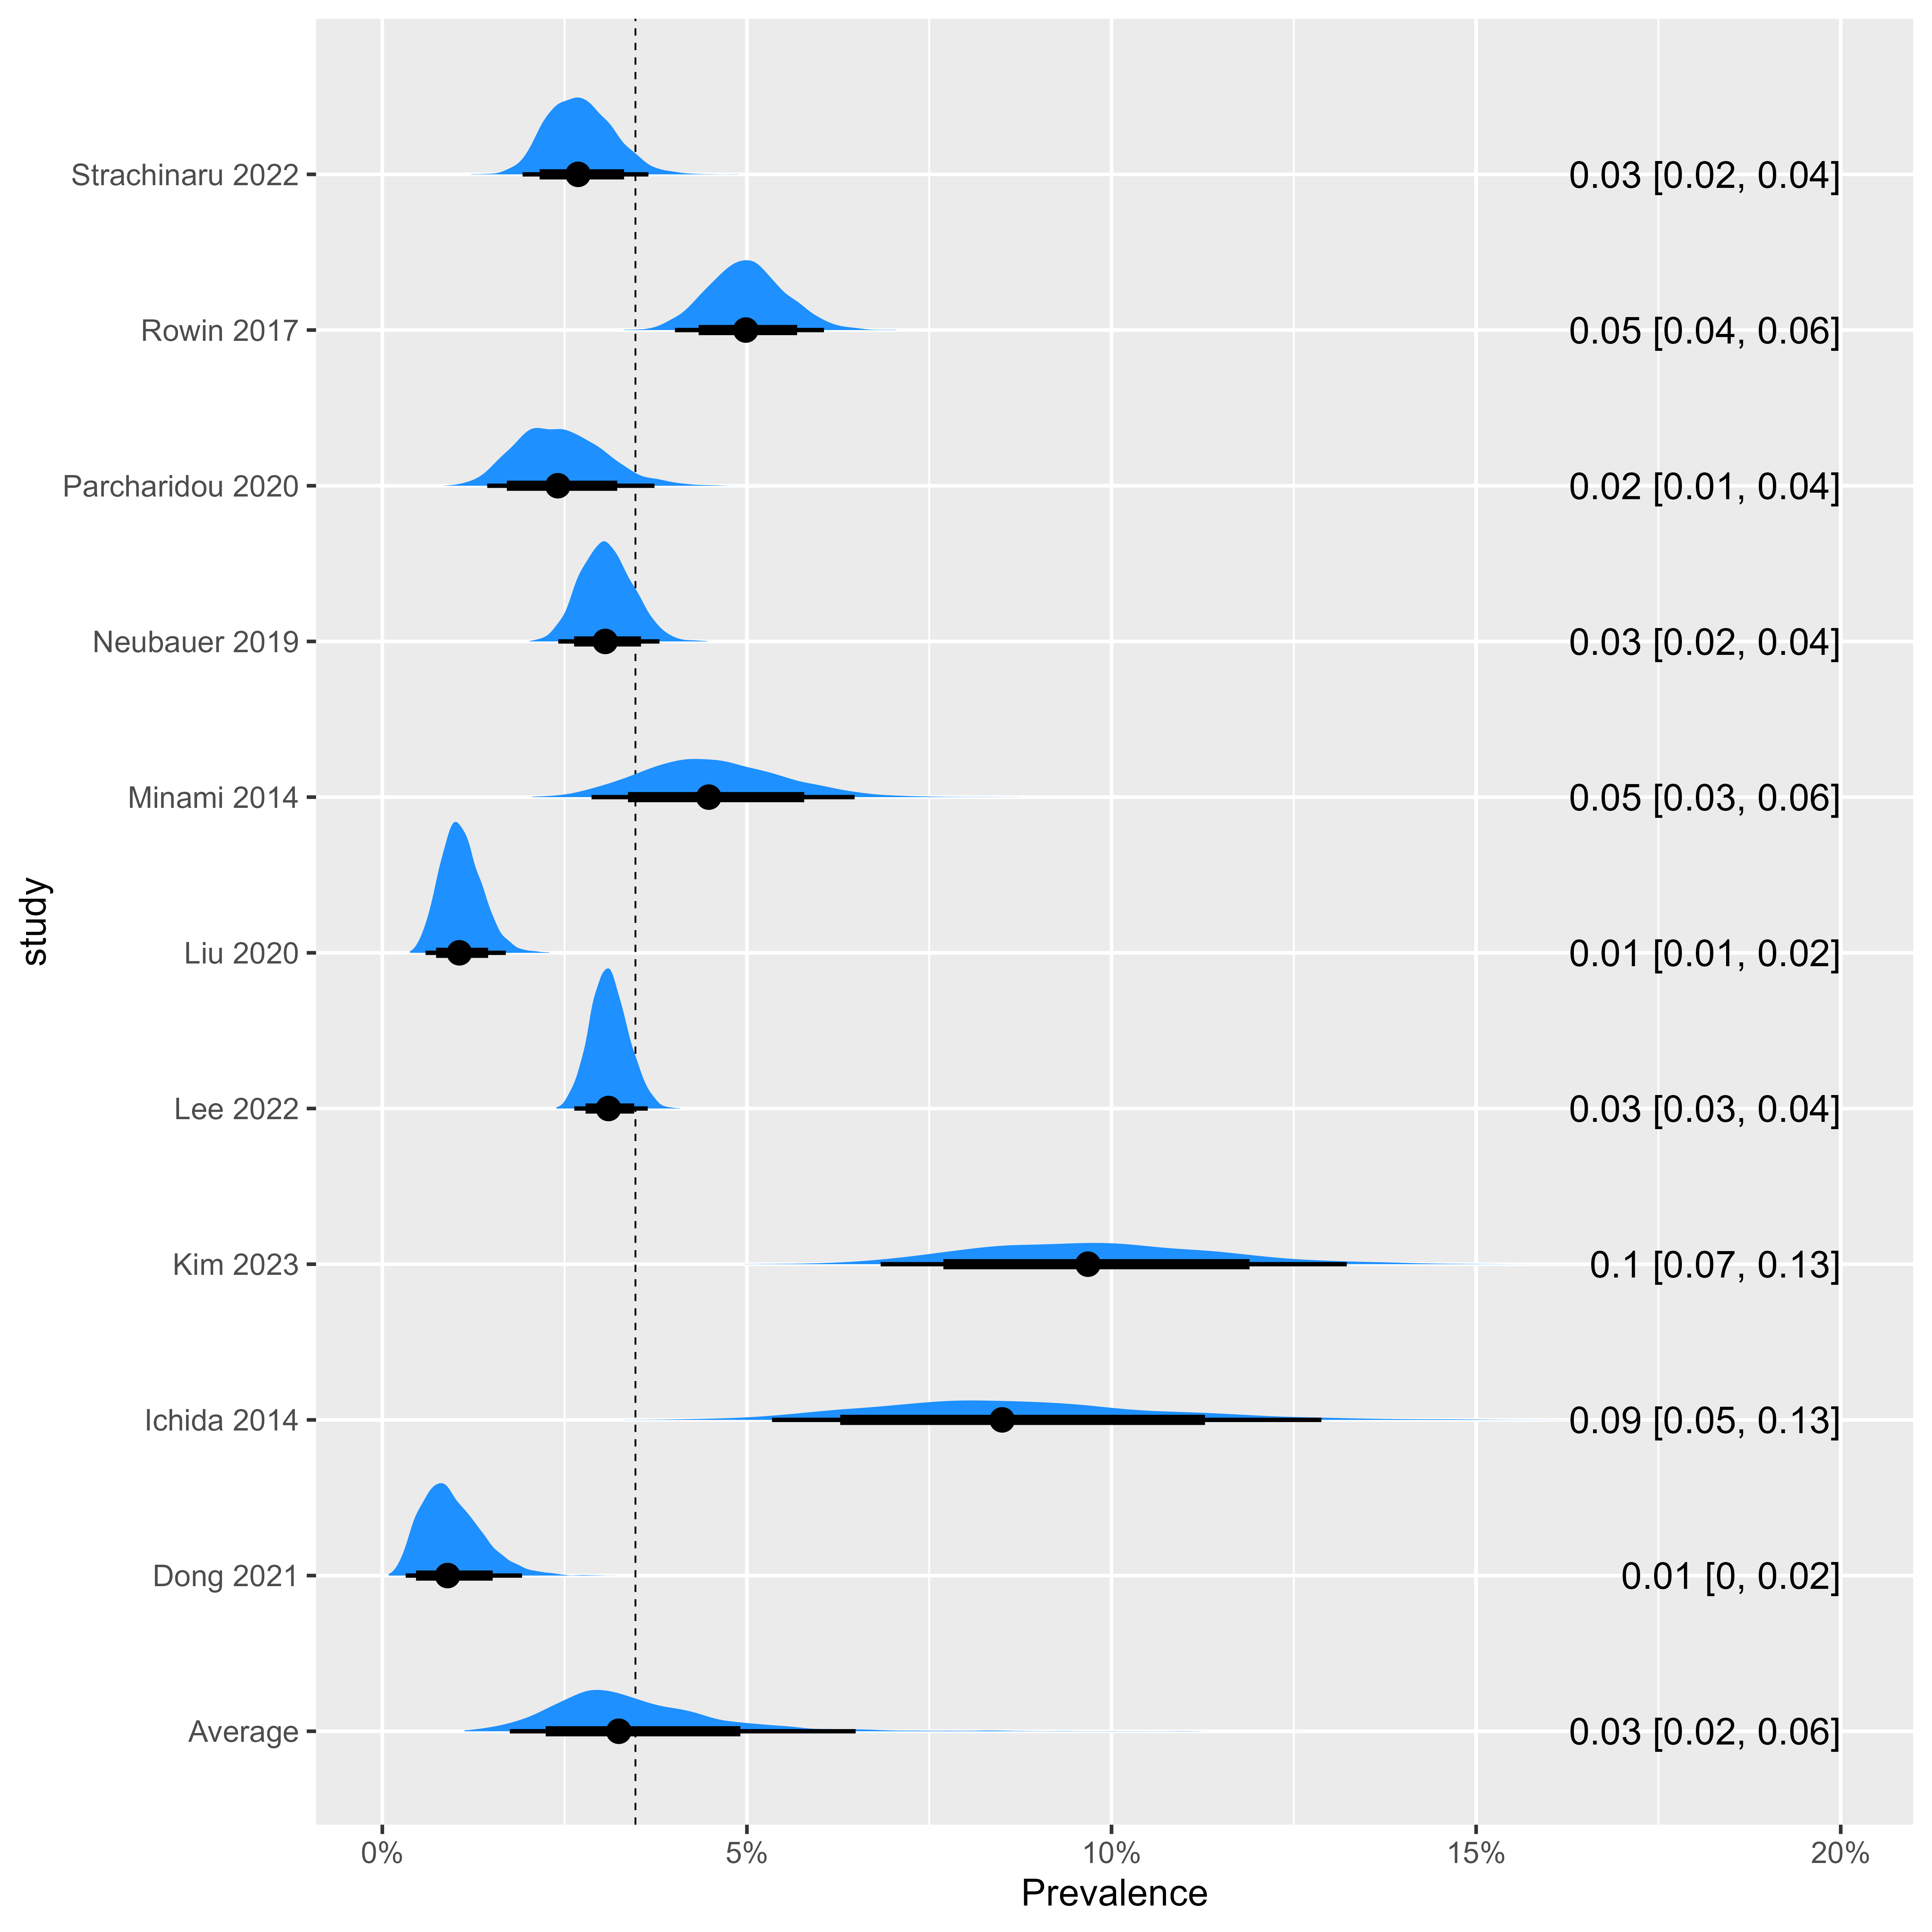 Strachinaru 2022 0.03 [0.02, 0.04]
Rowin 2017 0.05 [0.04, 0.06]
Parcharidou 2020 0.02 [0.01, 0.04]
Neubauer 2019 0.03 [0.02, 0.04]
Minami 2014 0.05 [0.03, 0.06]
study
Liu 2020 0.01 [0.01, 0.02]
Lee 2022 0.03 [0.03, 0.04]
Kim 2023 0.1 [0.07, 0.13]
Ichida 2014 0.09 [0.05, 0.13]
Dong 2021 0.01 [0, 0.02]
Average 0.03 [0.02, 0.06]
0% 5% 10% 15% 20%
Prevalence